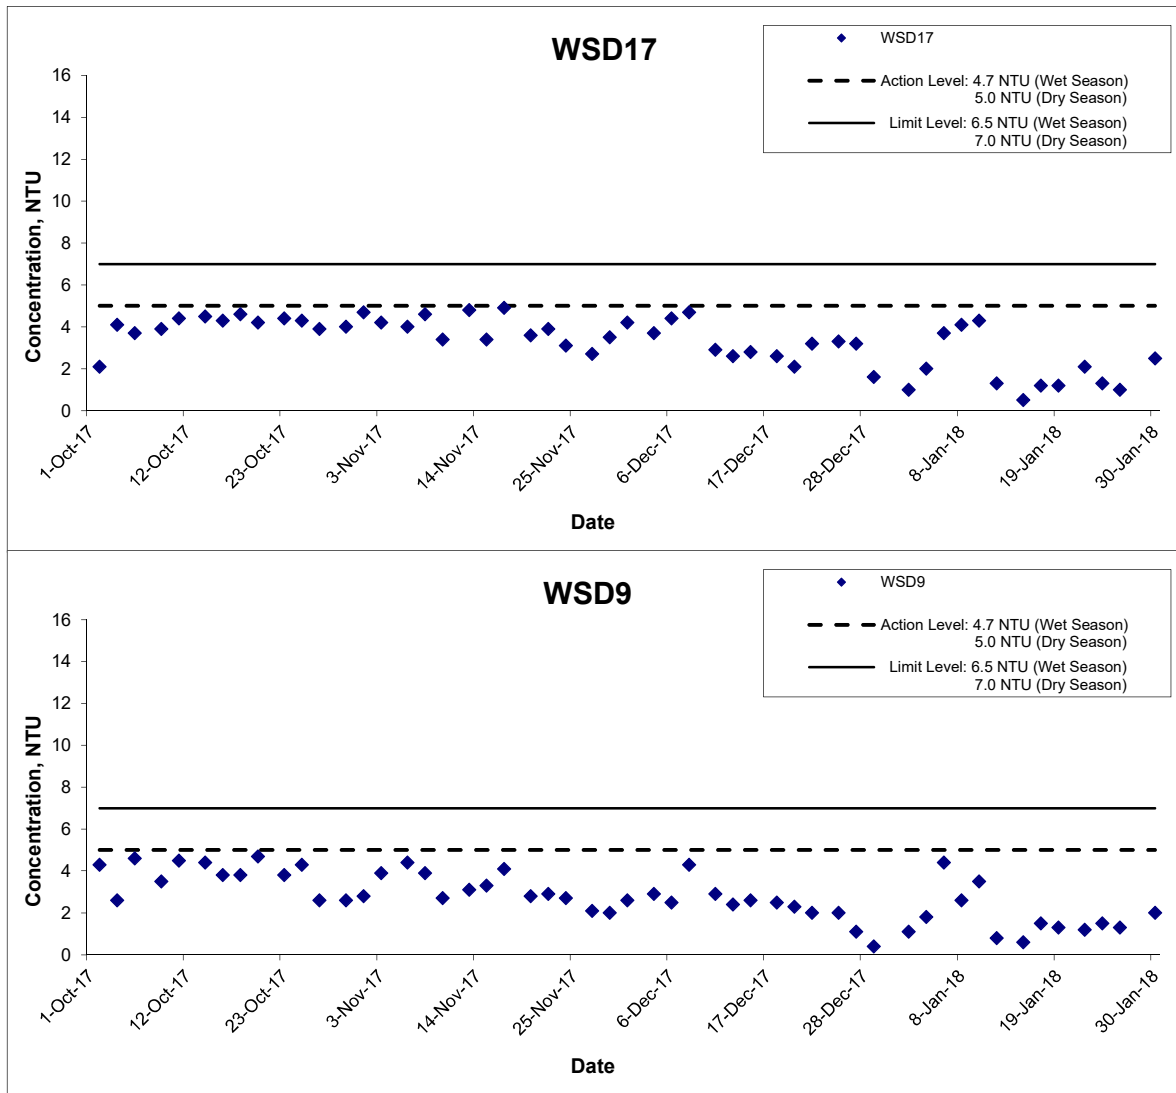 WSD17
WSD17
Action Level: 4.7 NTU (Wet Season)
5.0 NTU (Dry Season)
Limit Level: 6.5 NTU (Wet Season)
7.0 NTU (Dry Season)
Concentration, NTU
16
14
12
10
8
6
4
2
0
1-Oct-17
12-Oct-17
23-Oct-17
3-Nov-17
14-Nov-17
25-Nov-17
6-Dec-17
17-Dec-17
28-Dec-17
8-Jan-18
19-Jan-18
30-Jan-18
Date
WSD9
WSD9
Action Level: 4.7 NTU (Wet Season)
5.0 NTU (Dry Season)
Limit Level: 6.5 NTU (Wet Season)
7.0 NTU (Dry Season)
Concentration, NTU
16
14
12
10
8
6
4
2
0
1-Oct-17
12-Oct-17
23-Oct-17
3-Nov-17
14-Nov-17
25-Nov-17
6-Dec-17
17-Dec-17
28-Dec-17
8-Jan-18
19-Jan-18
30-Jan-18
Date